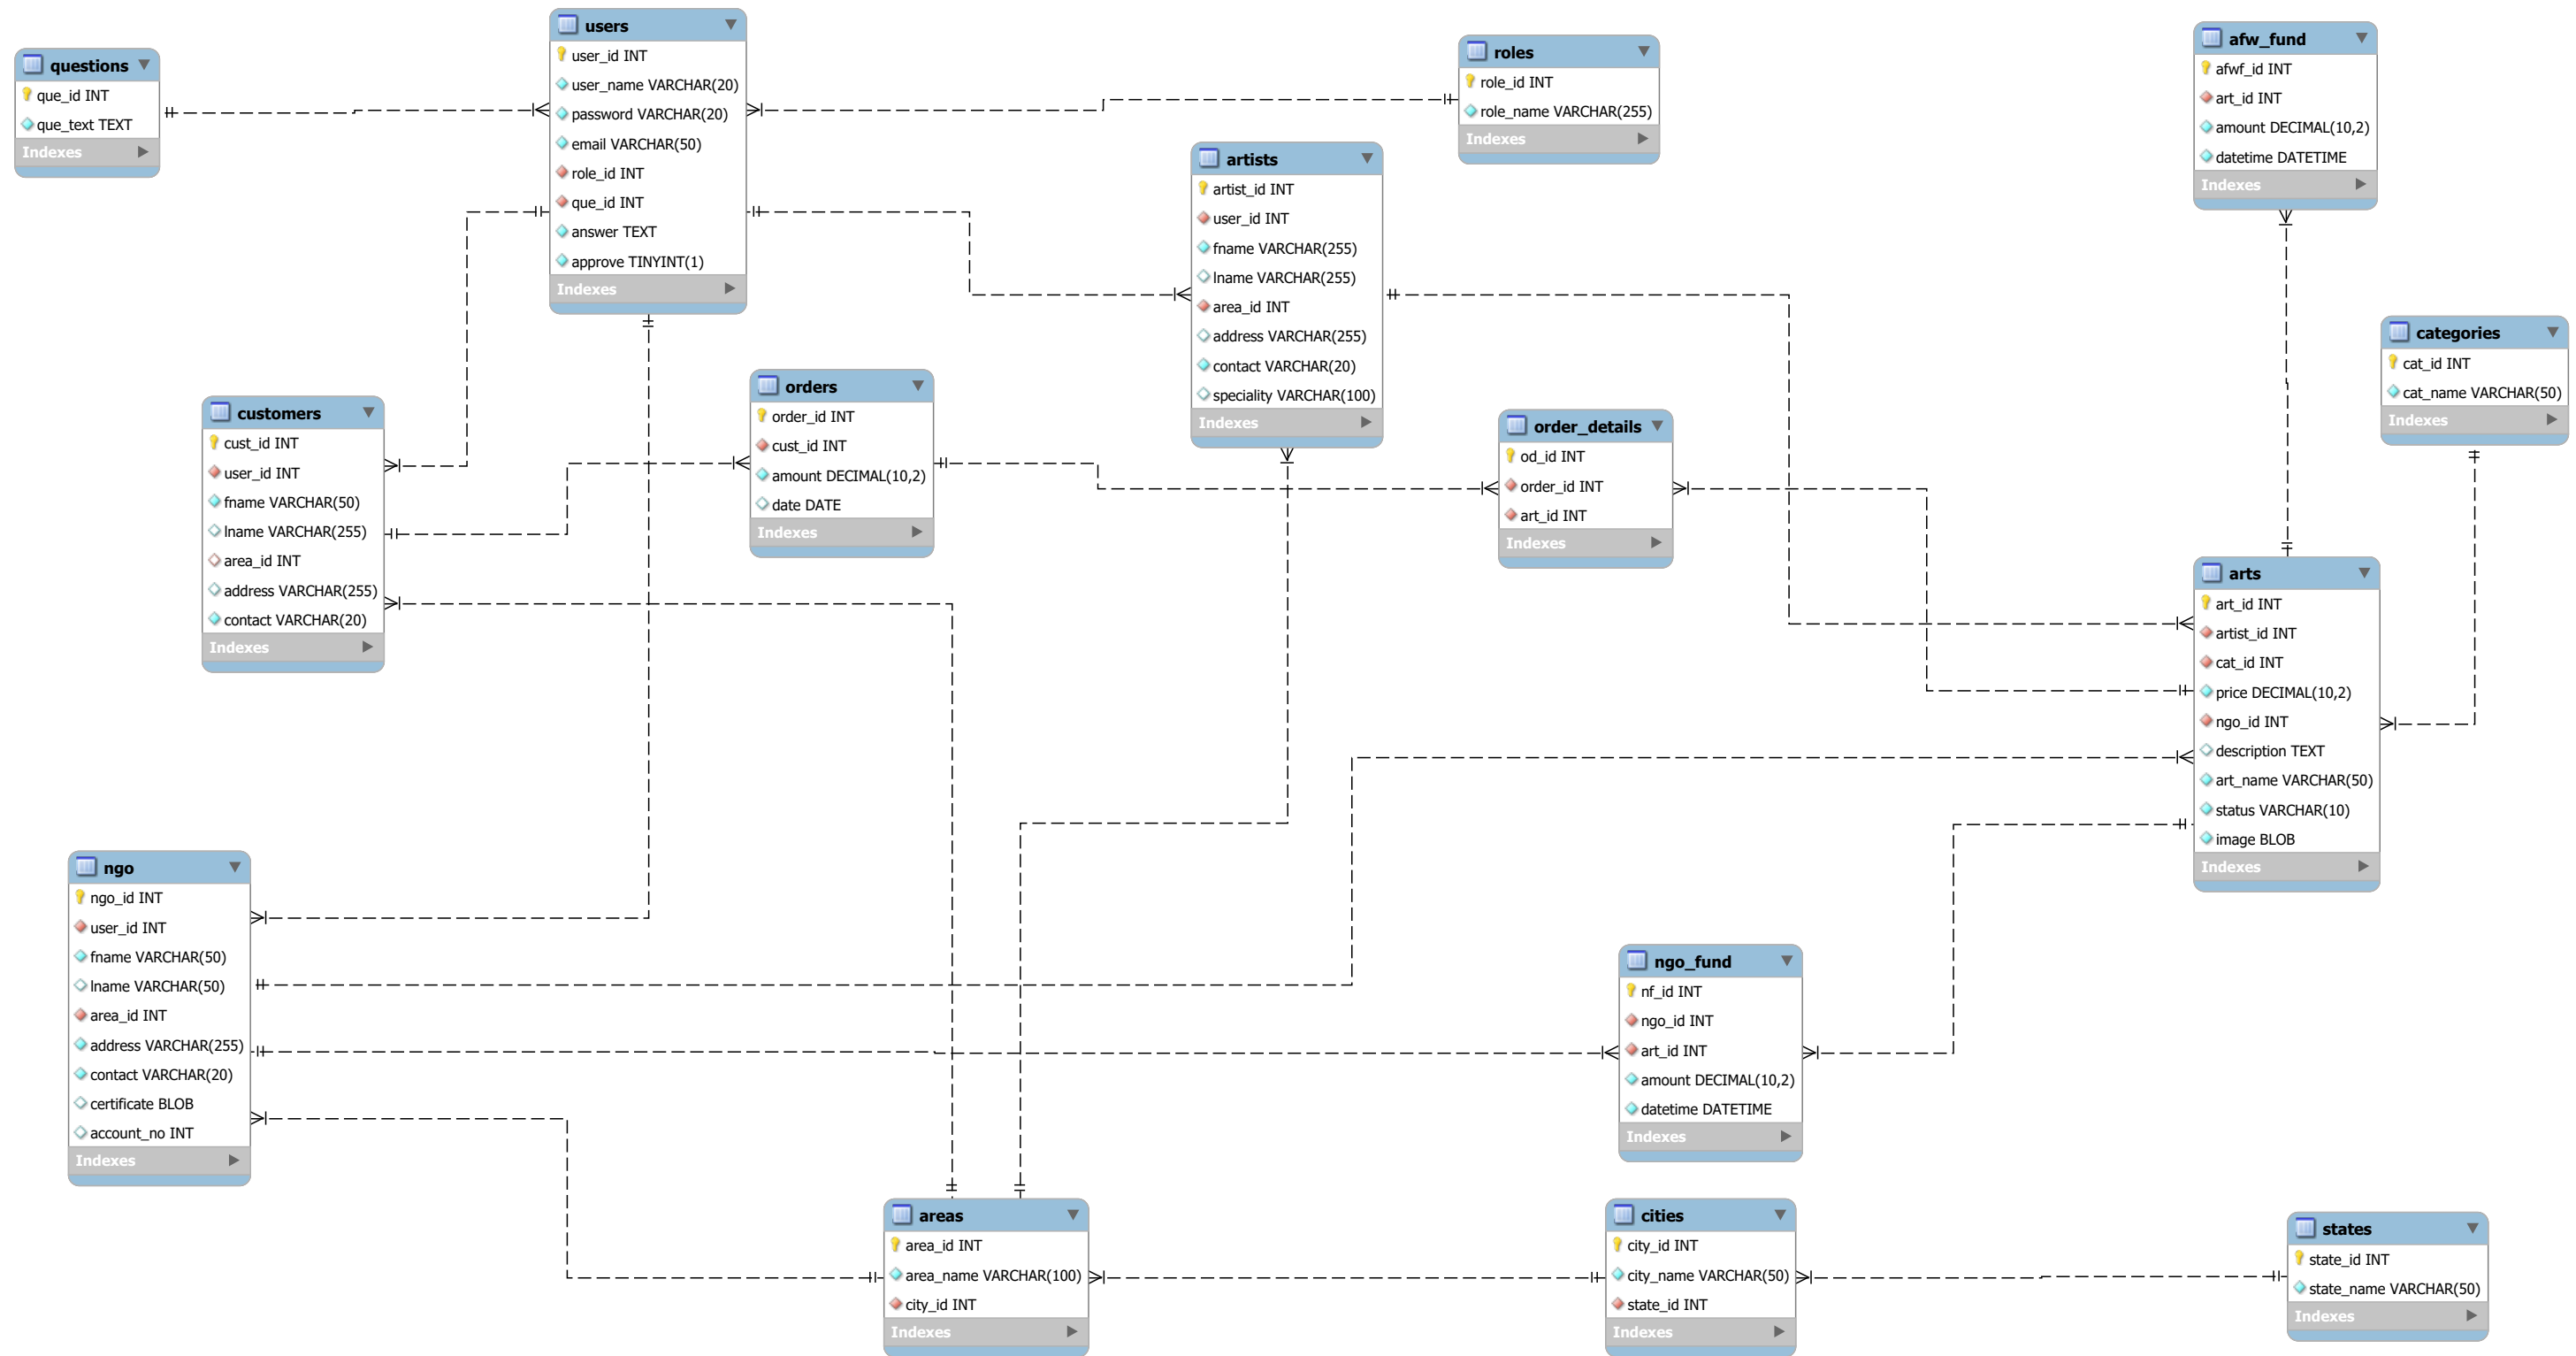 questions
que_id INT
que_text TEXT
Indexes
users
user_id INT
user_name VARCHAR(20)
password VARCHAR(20)
email VARCHAR(50)
role_id INT
que_id INT
answer TEXT
approve TINYINT(1)
Indexes
roles
role_id INT
role_name VARCHAR(255)
Indexes
afw_fund
afwf_id INT
art_id INT
amount DECIMAL(10,2)
datetime DATETIME
Indexes
artists
artist_id INT
user_id INT
fname VARCHAR(255)
lname VARCHAR(255)
area_id INT
address VARCHAR(255)
contact VARCHAR(20)
speciality VARCHAR(100)
Indexes
categories
cat_id INT
cat_name VARCHAR(50)
Indexes
customers
cust_id INT
user_id INT
fname VARCHAR(50)
lname VARCHAR(255)
area_id INT
address VARCHAR(255)
contact VARCHAR(20)
Indexes
orders
order_id INT
cust_id INT
amount DECIMAL(10,2)
date DATE
Indexes
order_details
od_id INT
order_id INT
art_id INT
Indexes
arts
art_id INT
artist_id INT
cat_id INT
price DECIMAL(10,2)
ngo_id INT
description TEXT
art_name VARCHAR(50)
status VARCHAR(10)
image BLOB
Indexes
ngo
ngo_id INT
user_id INT
fname VARCHAR(50)
lname VARCHAR(50)
area_id INT
address VARCHAR(255)
contact VARCHAR(20)
certificate BLOB
account_no INT
Indexes
ngo_fund
nf_id INT
ngo_id INT
art_id INT
amount DECIMAL(10,2)
datetime DATETIME
Indexes
areas
area_id INT
area_name VARCHAR(100)
city_id INT
Indexes
cities
city_id INT
city_name VARCHAR(50)
state_id INT
Indexes
states
state_id INT
state_name VARCHAR(50)
Indexes